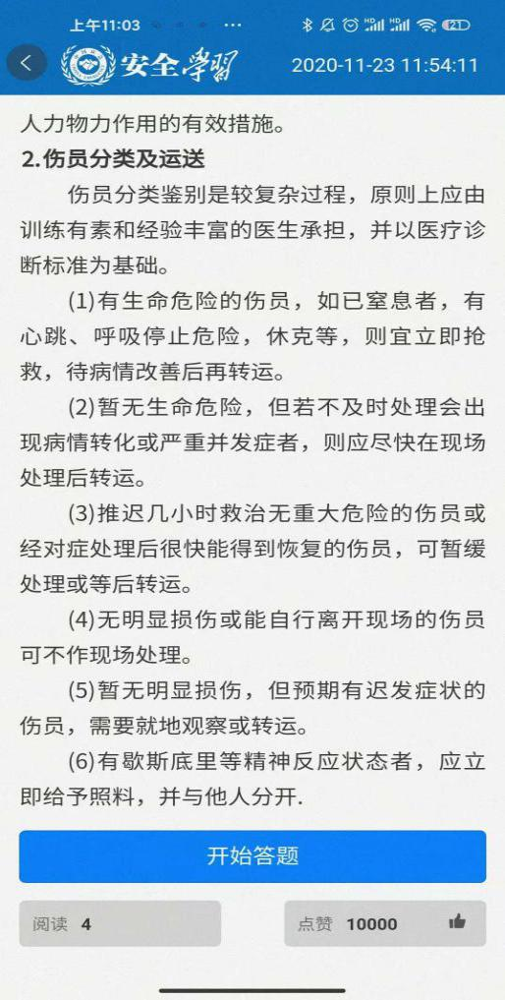 上午11:03
21
安全学習
2020-11-23 11:54:11
人力物力作用的有效措施。
2.伤员分类及运送
伤员分类鉴别是较复杂过程，原则上应由
训练有素和经验丰富的医生承担，并以医疗诊
断标准为基础。
(1)有生命危险的伤员，如已窒息者，有
心跳、呼吸停止危险，休克等，则宜立即抢
救，待病情改善后再转运。
(2)暂无生命危险，但若不及时处理会出
现病情转化或严重并发症者，则应尽快在现场
处理后转运。
(3)推迟几小时救治无重大危险的伤员或
经对症处理后很快能得到恢复的伤员，可暂缓
处理或等后转运。
(4)无明显损伤或能自行离开现场的伤员
可不作现场处理。
(5)暂无明显损伤，但预期有迟发症状的
伤员，需要就地观察或转运。
(6)有歇斯底里等精神反应状态者，应立
即给予照料，并与他人分开.
开始答题
阅读 4
点赞 10000